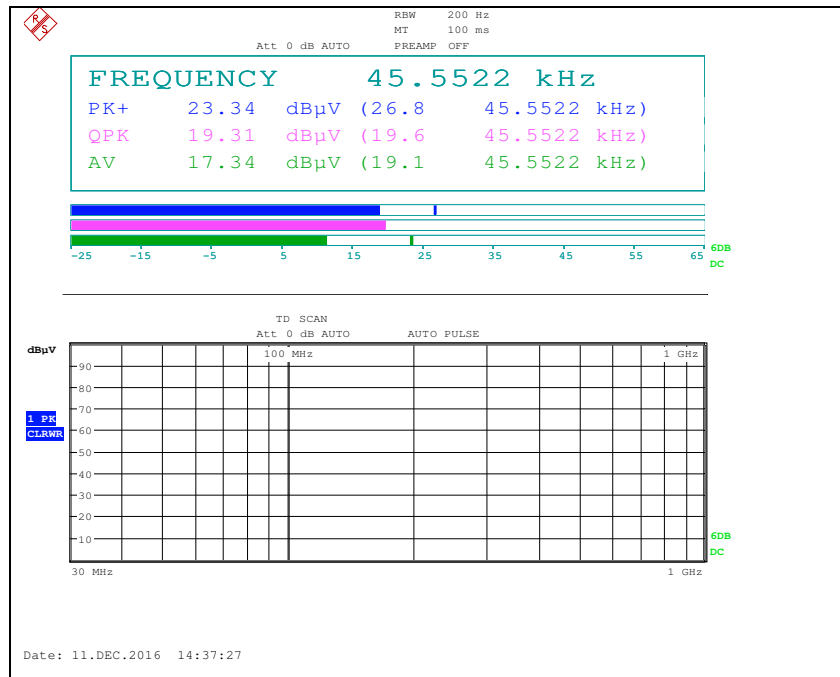 RBW 200 Hz
MT 100 ms
Att 0 dB AUTO PREAMP OFF
FREQUENCY 45.5522 kHz
PK+ 23.34 dBµV (26.8 45.5522 kHz)
QPK 19.31 dBµV (19.6 45.5522 kHz)
AV 17.34 dBµV (19.1 45.5522 kHz)
-25 -15 -5 5 15 25 35 45 55 65
6DB
DC
TD SCAN
Att 0 dB AUTO AUTO PULSE
dBµV
100 MHz 1 GHz
90
80
70
1 PK
CLRWR
60
50
40
30
20
10
6DB
DC
30 MHz 1 GHz
Date: 11.DEC.2016 14:37:27